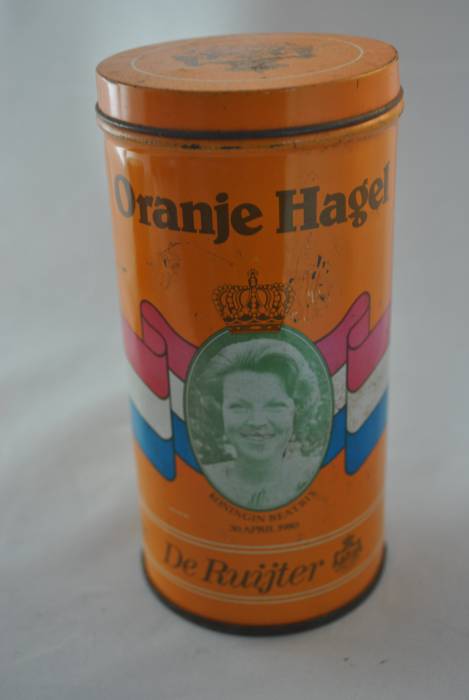 Oranje Hagel
KONINGIN BEATRIX
30 APRIL 1980
De Ruijter